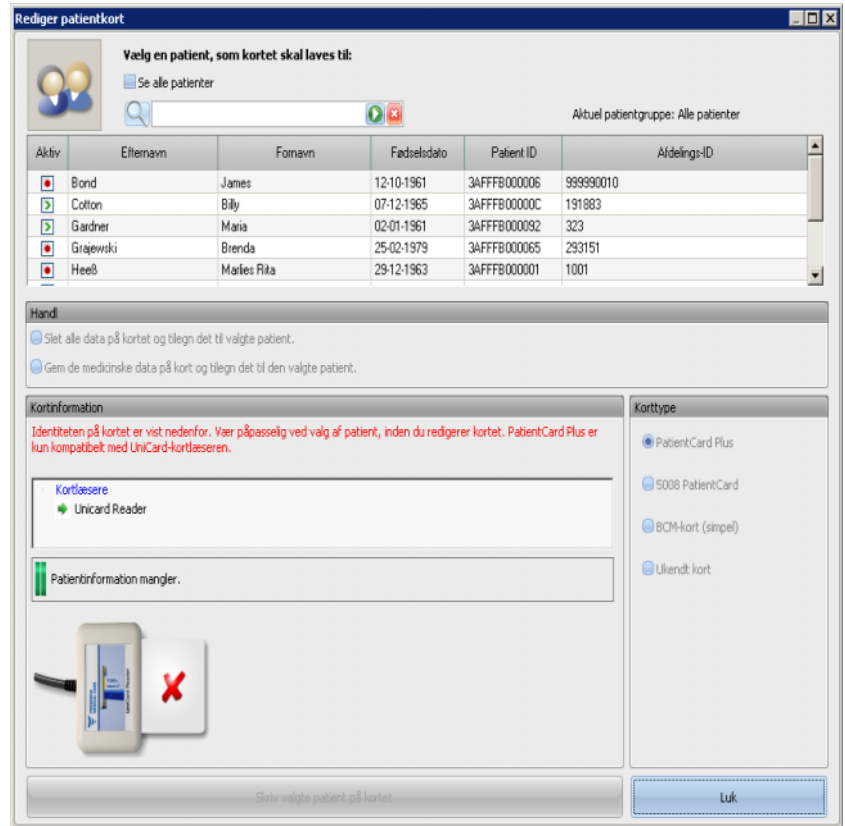 Rediger patientkort
Vælg en patient, som kortet skal laves til:
Se alle patienter
Aktuel patientgruppe: Alle patienter
Aktiv Efternavn Fornavn Fødselsdato Patient ID Afdelings-ID
Bond James 12-10-1961 3AFFFB000006 999990010
Cotton Billy 07-12-1965 3AFFFB00000C 191883
Gardner Maria 02-01-1961 3AFFFB000092 323
Grajewski Brenda 25-02-1979 3AFFFB000065 293151
Heeß Marlies Rita 29-12-1963 3AFFFB000001 1001
Handl
Slet alle data på kortet og tilegn det til valgte patient.
Gem de medicinske data på kort og tilegn det til den valgte patient.
Kortinformation
Identiteten på kortet er vist nedenfor. Vær påpasselig ved valg af patient, inden du redigerer kortet. PatientCard Plus er
kun kompatibelt med UniCard-kortlæseren.
Kortlæsere
Unicard Reader
Patientinformation mangler.
UniCard Reader
Korttype
PatientCard Plus
5008 PatientCard
BCM-kort (simpel)
Ukendt kort
Skriv valgte patient på kortet
Luk